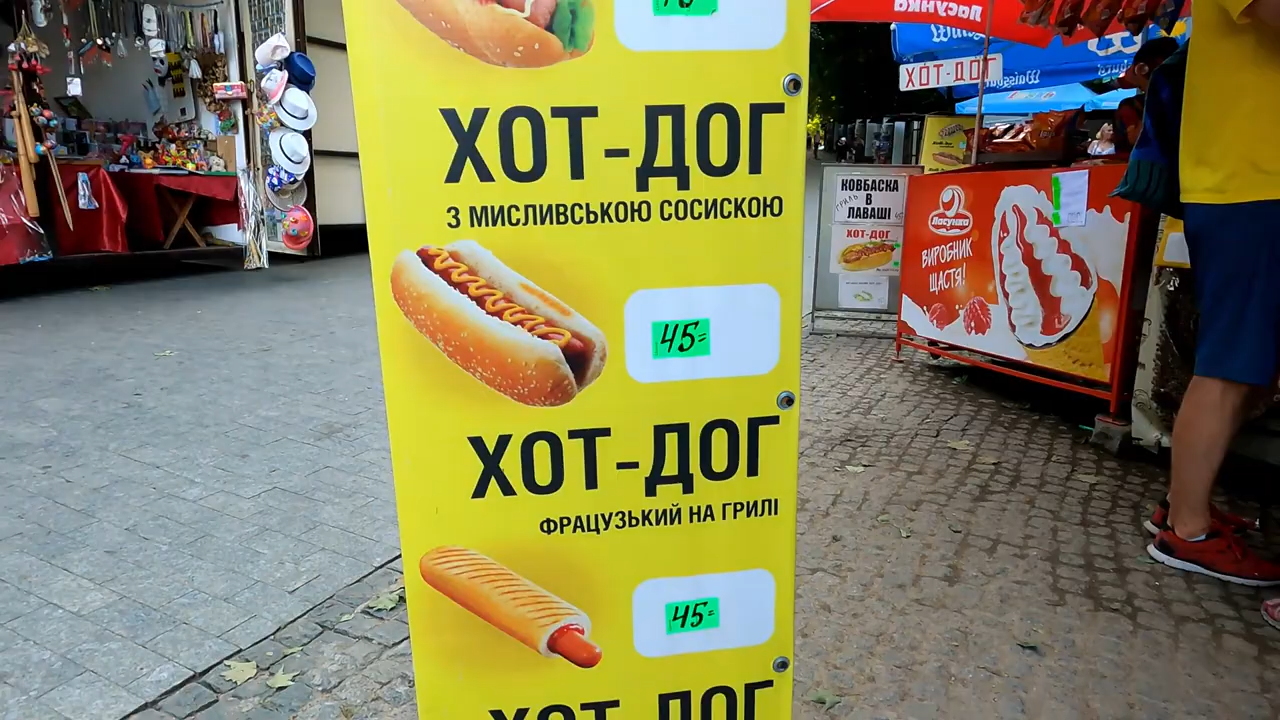 ХОТ-ДОГ
З МИСЛИВСЬКОЮ СОСИСКОЮ
45=
ХОТ-ДОГ
ФРАЦУЗЬКИЙ НА ГРИЛІ
45=
ХОТ-ДОГ
Ласунка
ХОТ-ДОГ
КОВБАСКА
ГРИЛЬ В
ЛАВАШІ
ХОТ-ДОГ
Ласунка
ВИРОБНИК
ЩАСТЯ!